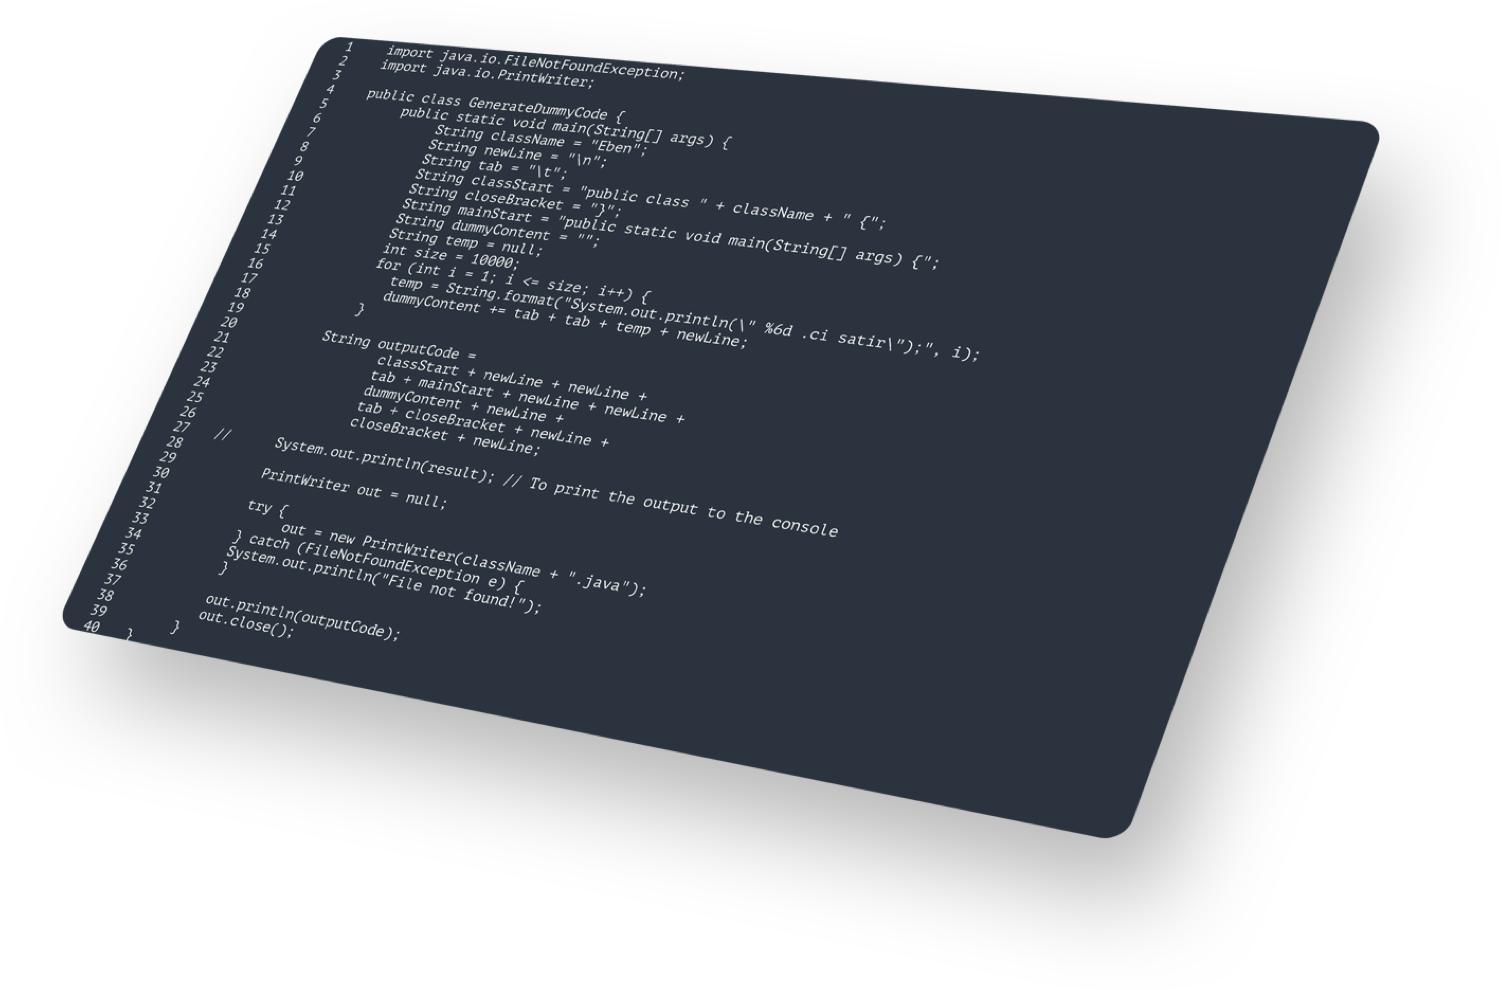 1 import java.io.FileNotFoundException;
2 import java.io.PrintWriter;
3
4 public class GenerateDummyCode {
5 public static void main(String[] args) {
6 String className = "Eben";
7 String newLine = "\n";
8 String tab = "\t";
9 String classStart = "public class " + className + " {";
10 String closeBracket = "}";
11 String mainStart = "public static void main(String[] args) {";
12 String dummyContent = "";
13 String temp = null;
14 int size = 10000;
15 for (int i = 1; i <= size; i++) {
16 temp = String.format("System.out.println(\" %6d .ci satir\");", i);
17 dummyContent += tab + tab + temp + newLine;
18 }
19
20 String outputCode =
21 classStart + newLine + newLine +
22 tab + mainStart + newLine + newLine +
23 dummyContent + newLine +
24 tab + closeBracket + newLine +
25 closeBracket + newLine;
26
27 // System.out.println(result); // To print the output to the console
28
29 PrintWriter out = null;
30
31 try {
32 out = new PrintWriter(className + ".java");
33 } catch (FileNotFoundException e) {
34 System.out.println("File not found!");
35 }
36
37 out.println(outputCode);
38 out.close();
39 }
40 }